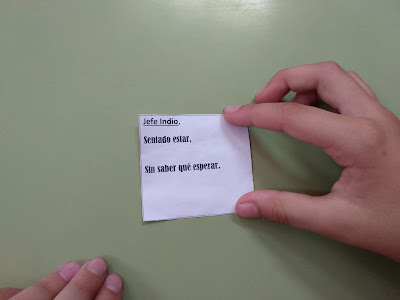 Jefe Indio.
Sentado estar,
Sin saber qué esperar.